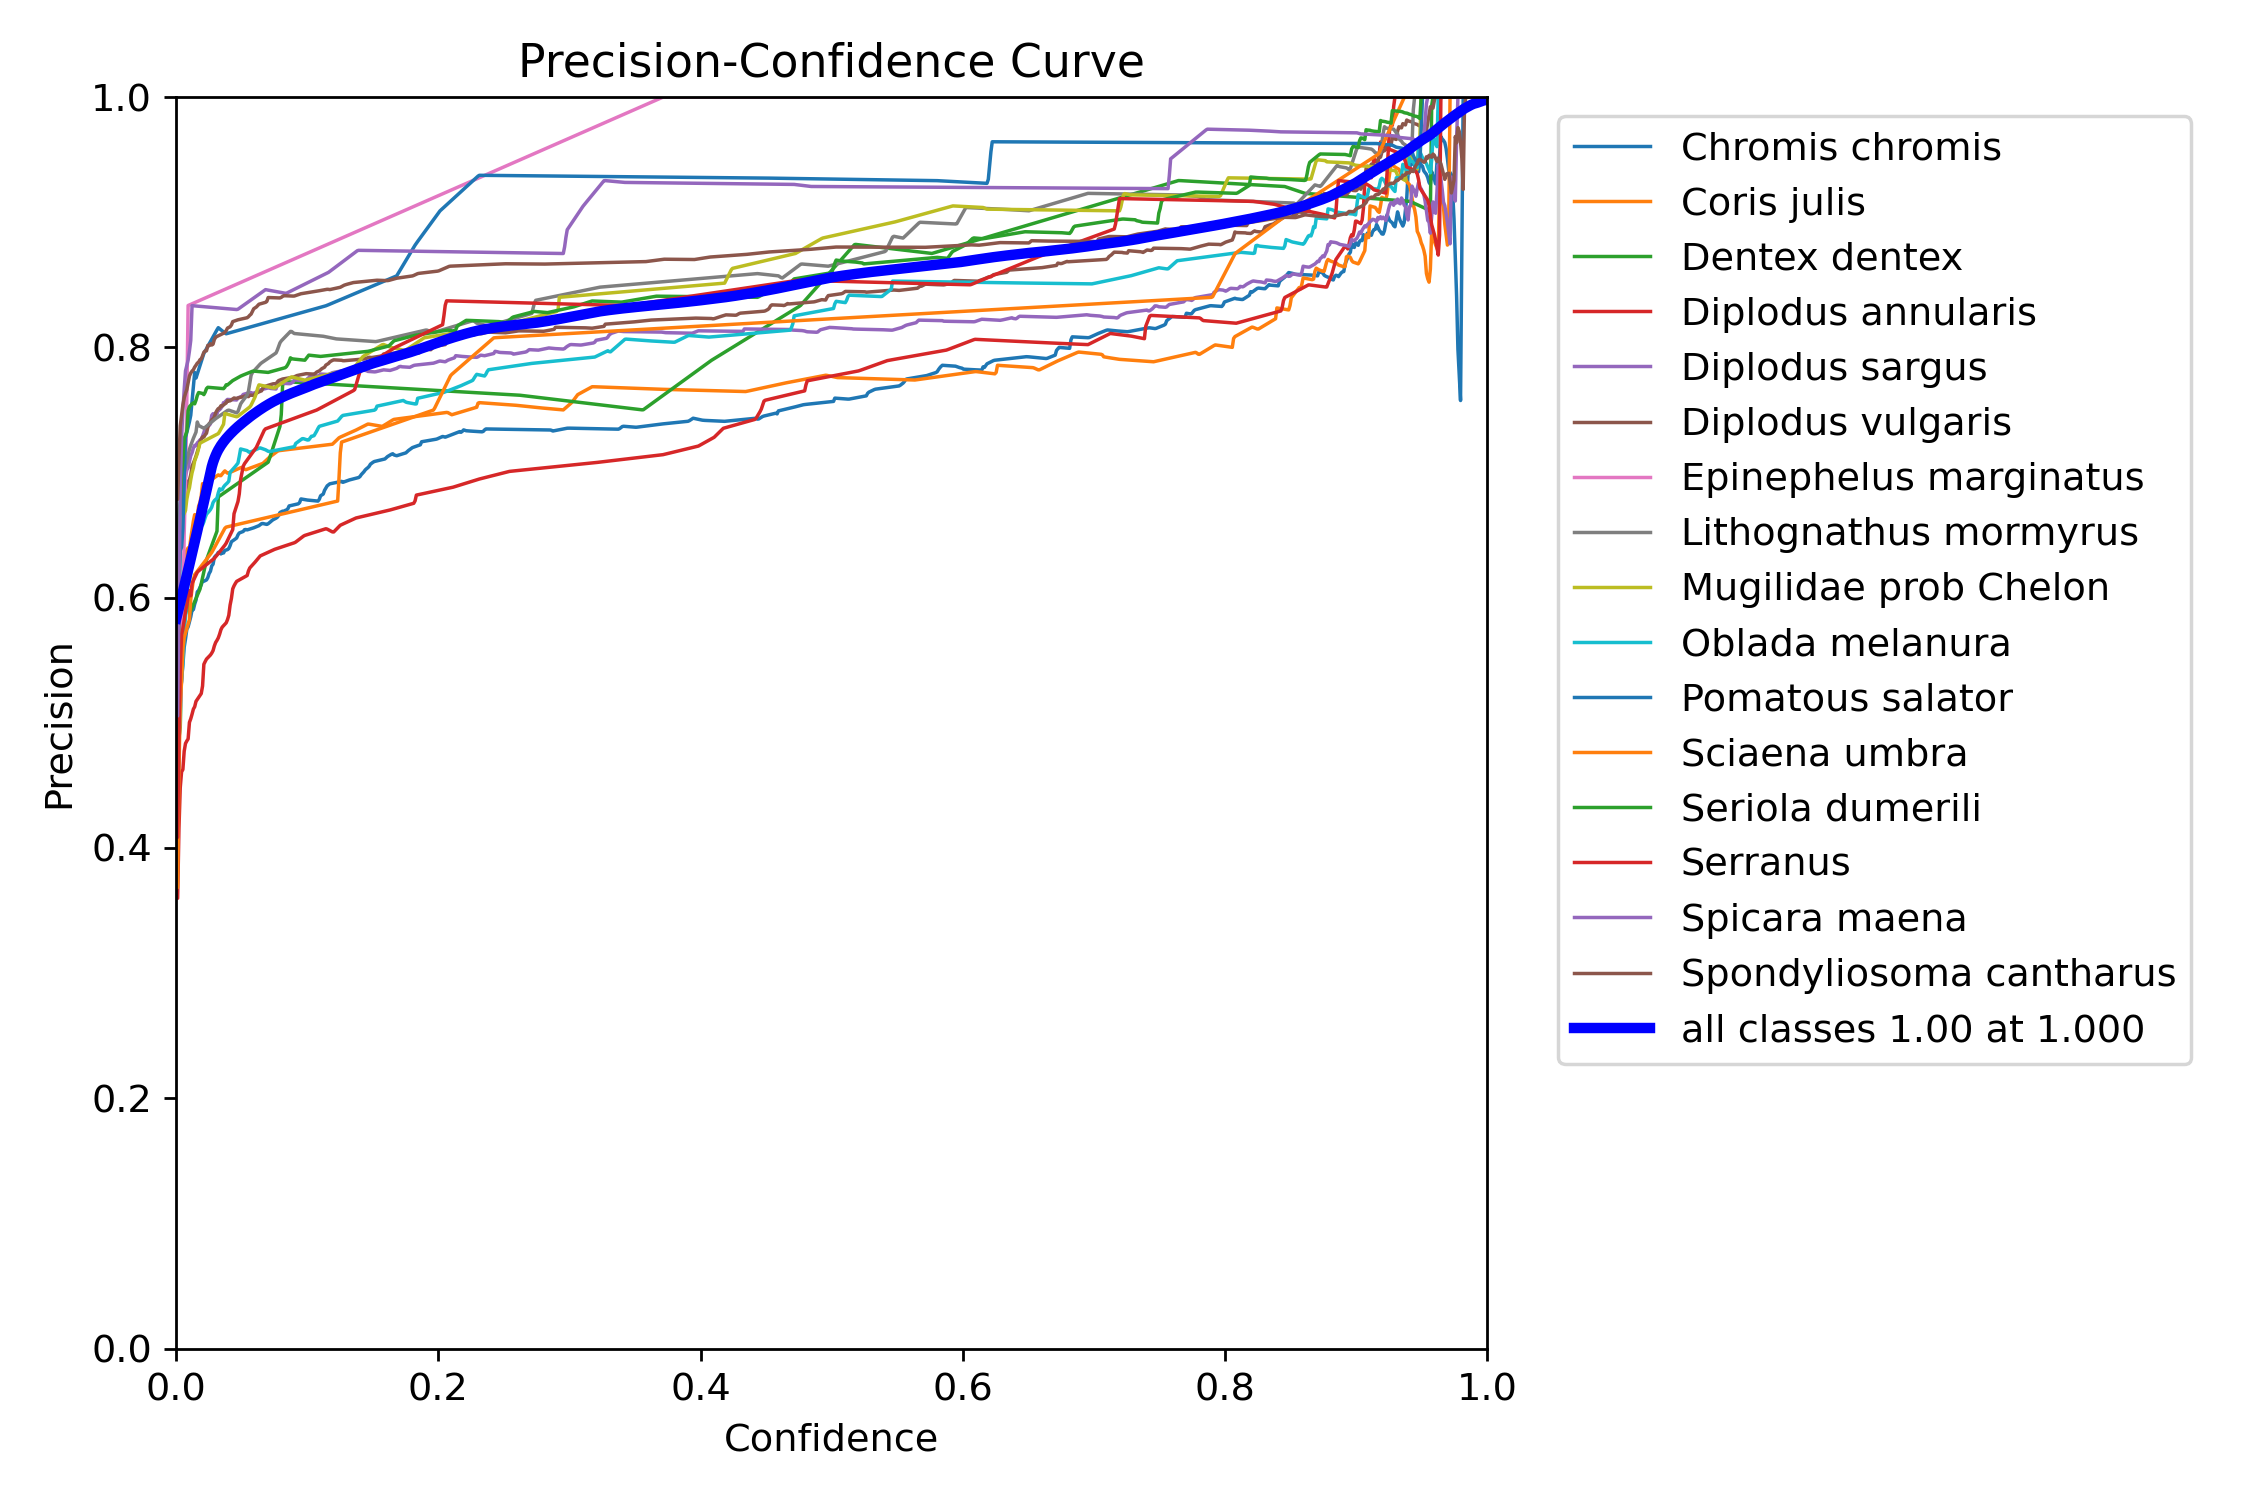 Precision-Confidence Curve
1.0
0.8
0.6
0.4
0.2
0.0
Precision
0.0 0.2 0.4 0.6 0.8 1.0
Confidence
Chromis chromis
Coris julis
Dentex dentex
Diplodus annularis
Diplodus sargus
Diplodus vulgaris
Epinephelus marginatus
Lithognathus mormyrus
Mugilidae prob Chelon
Oblada melanura
Pomatous salator
Sciaena umbra
Seriola dumerili
Serranus
Spicara maena
Spondyliosoma cantharus
all classes 1.00 at 1.000